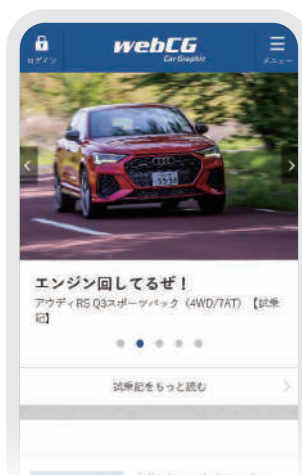 ログイン
webCG
Car Graphic
メニュー
エンジン回してるぜ！
アウディRS Q3スポーツバック（4WD/7AT）【試乗
記】
試乗記をもっと読む